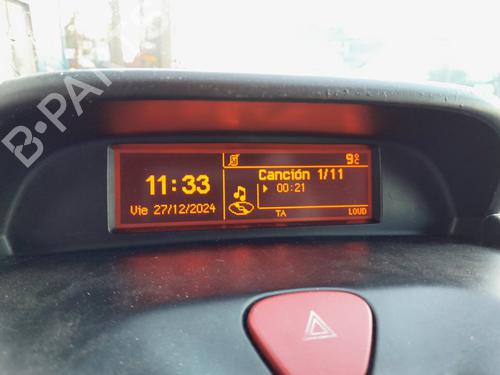 B-PARTS
9°C
11:33
Vie 27/12/2024
Canción 1/11
00:21
TA
LOUD